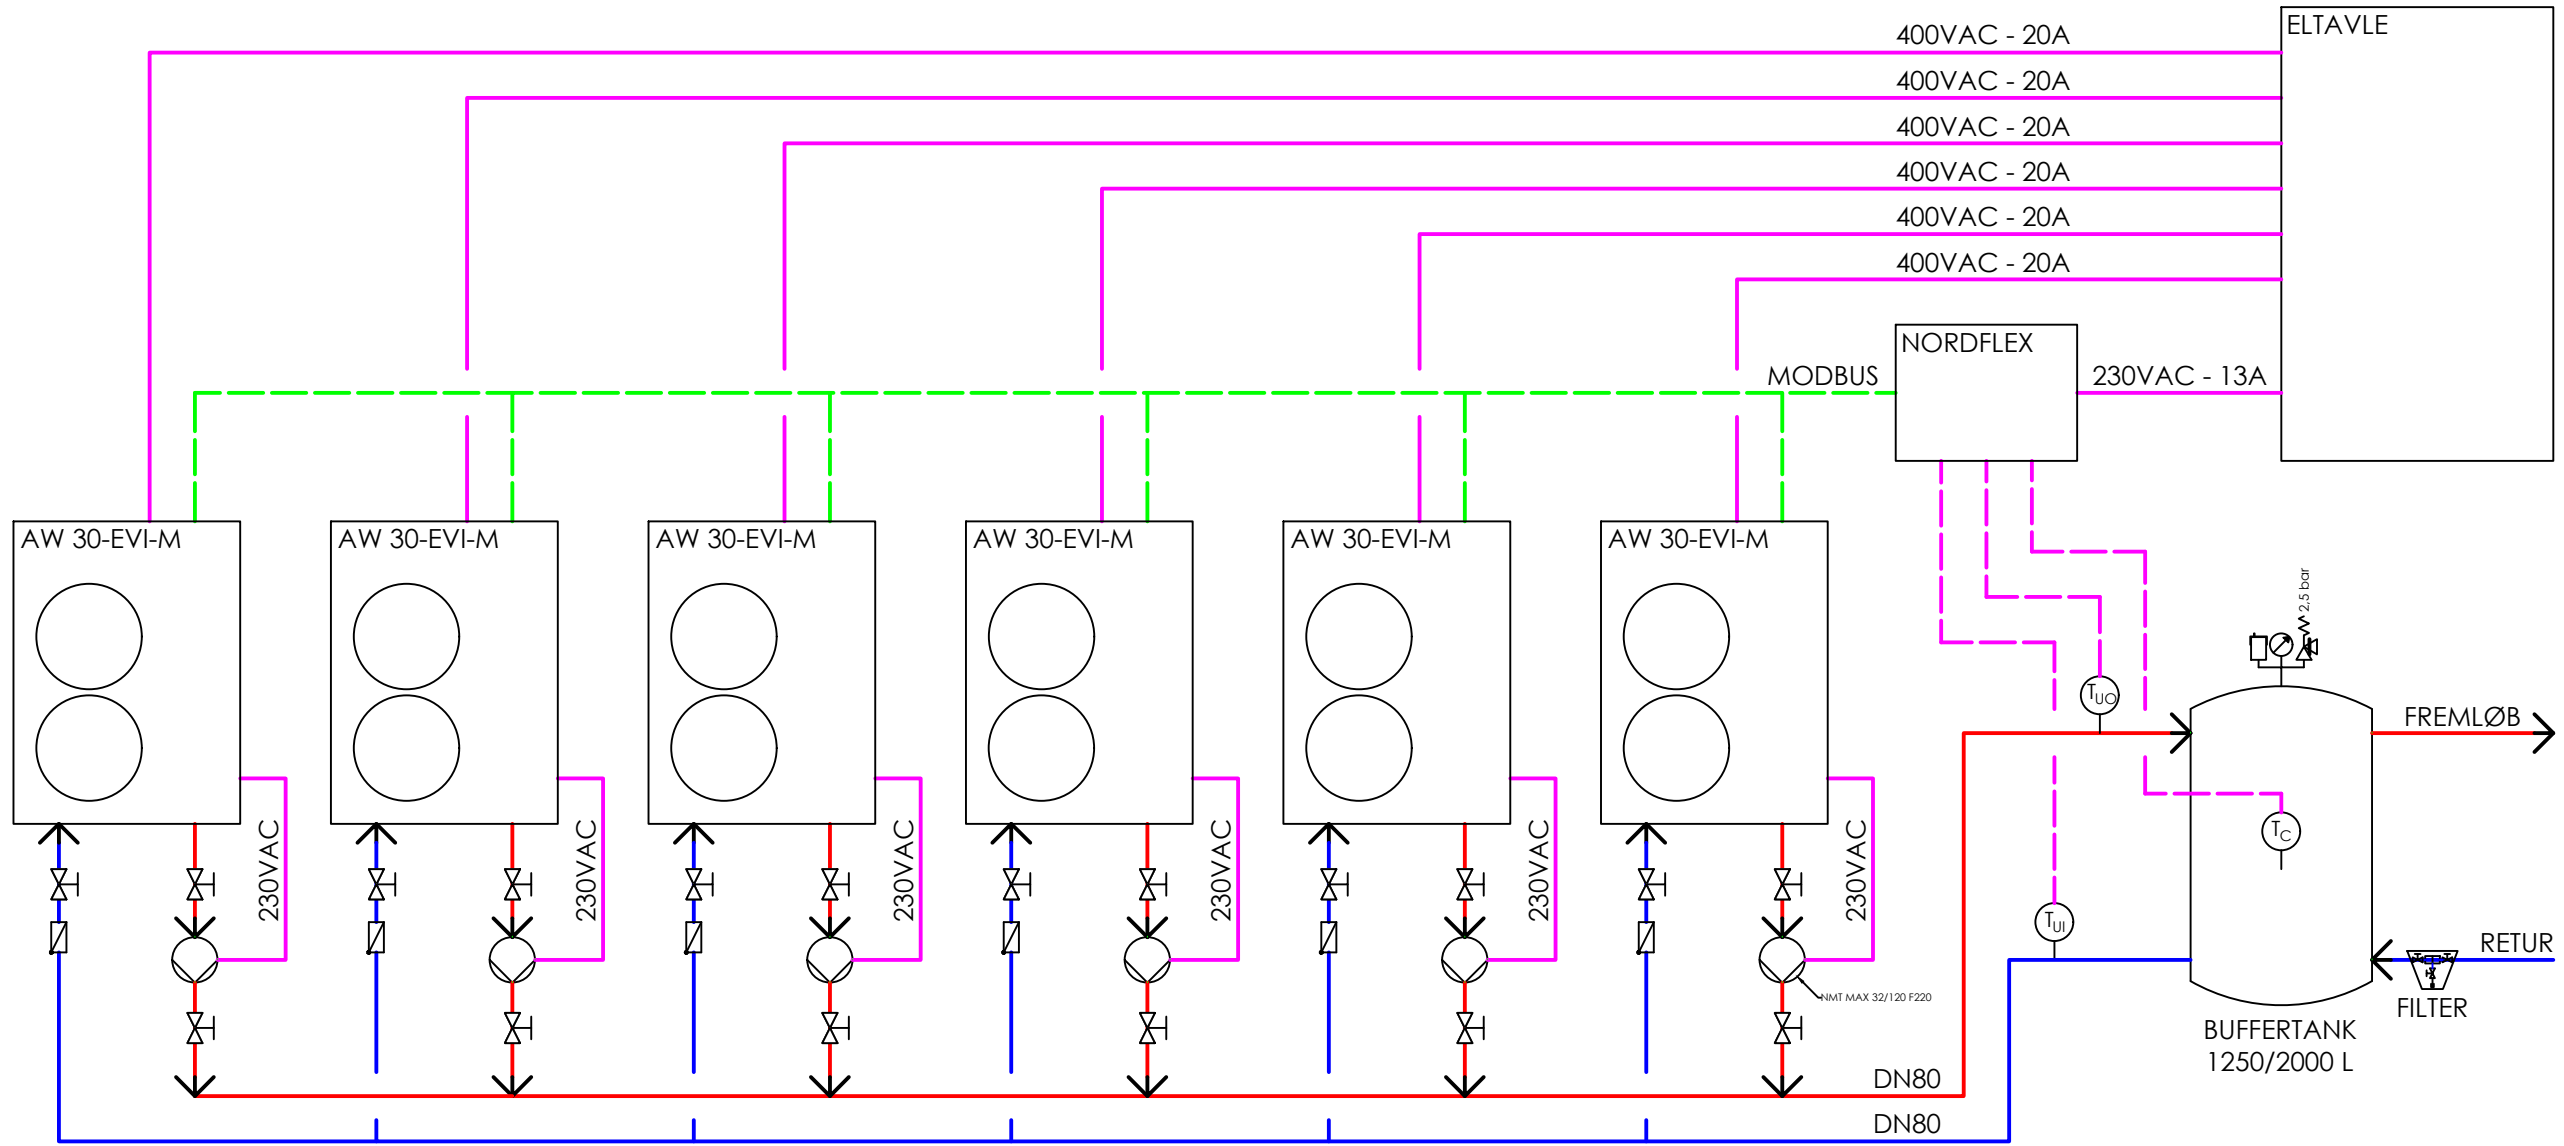 400VAC - 20A
ELTAVLE
400VAC - 20A
400VAC - 20A
400VAC - 20A
400VAC - 20A
400VAC - 20A
NORDFLEX
MODBUS
230VAC - 13A
AW 30-EVI-M
AW 30-EVI-M
AW 30-EVI-M
AW 30-EVI-M
AW 30-EVI-M
AW 30-EVI-M
2,5 bar
TUO
FREMLØB
TC
230VAC
230VAC
230VAC
230VAC
230VAC
230VAC
TUI
RETUR
NMT MAX 32/120 F220
FILTER
BUFFERTANK
1250/2000 L
DN80
DN80